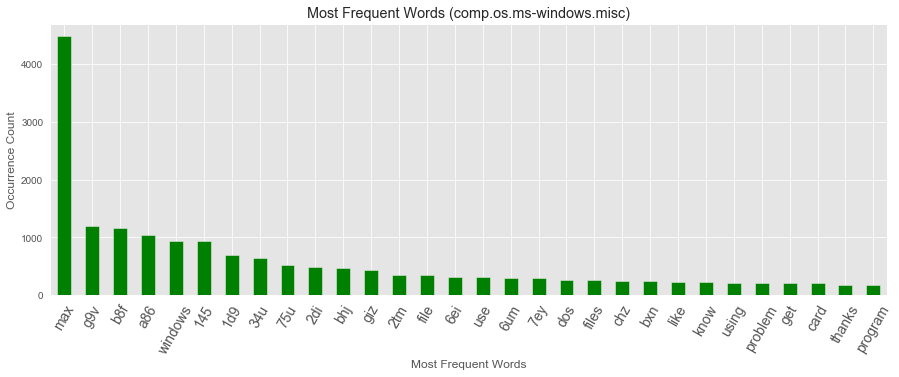 Most Frequent Words (comp.os.ms-windows.misc)
Occurrence Count
4000
3000
2000
1000
0
max
g9v
b8f
a86
windows
145
1d9
34u
75u
2di
bhj
giz
2tm
file
6ei
use
6um
7ey
dos
files
chz
bxn
like
know
using
problem
get
card
thanks
program
Most Frequent Words